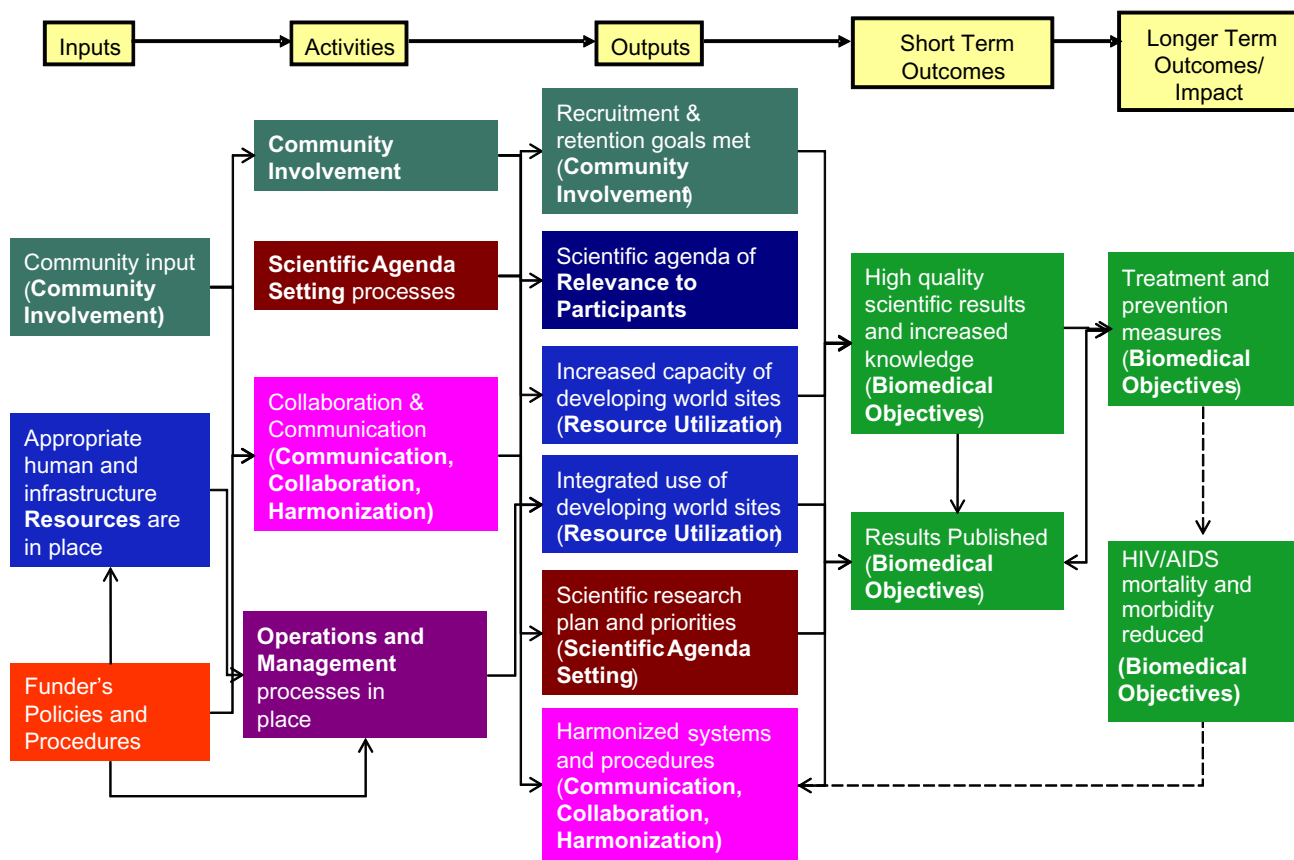 Inputs
Activities
Outputs
Short Term
Outcomes
Longer Term
Outcomes/
Impact
Community input
(Community
Involvement)
Appropriate
human and
infrastructure
Resources are
in place
Funder's
Policies and
Procedures
Community
Involvement
Scientific Agenda
Setting processes
Collaboration &
Communication
(Communication,
Collaboration,
Harmonization)
Operations and
Management
processes in
place
Recruitment &
retention goals met
(Community
Involvement)
Scientific agenda of
Relevance to
Participants
Increased capacity of
developing world sites
(Resource Utilization)
Integrated use of
developing world sites
(Resource Utilization)
Scientific research
plan and priorities
(Scientific Agenda
Setting)
Harmonized systems
and procedures
(Communication,
Collaboration,
Harmonization)
High quality
scientific results
and increased
knowledge
(Biomedical
Objectives)
Results Published
(Biomedical
Objectives)
Treatment and
prevention
measures
(Biomedical
Objectives)
HIV/AIDS
mortality and
morbidity
reduced
(Biomedical
Objectives)